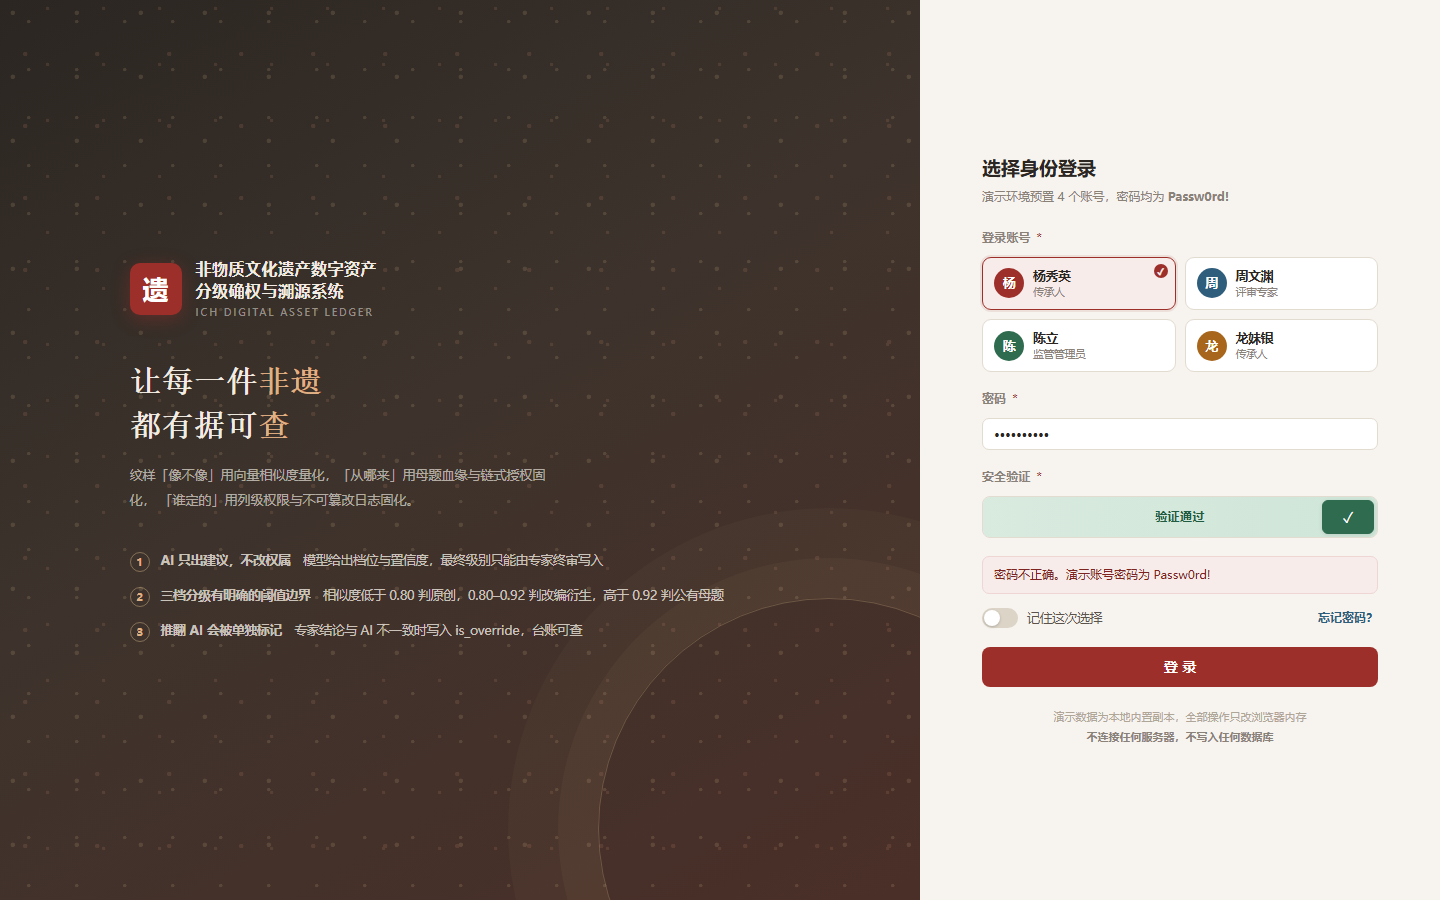 遗
非物质文化遗产数字资产
分级确权与溯源系统
ICH DIGITAL ASSET LEDGER
让每一件非遗
都有据可查
纹样「像不像」用向量相似度量化，「从哪来」用母题血缘与链式授权固
化，「谁定的」用列级权限与不可篡改日志固化。
1 AI 只出建议，不改权属 模型给出档位与置信度，最终级别只能由专家终审写入
2 三档分级有明确的阈值边界 相似度低于 0.80 判原创，0.80–0.92 判改编衍生，高于 0.92 判公有母题
3 推翻 AI 会被单独标记 专家结论与 AI 不一致时写入 is_override，台账可查
选择身份登录
演示环境预置 4 个账号，密码均为 Passw0rd!
登录账号 *
杨 杨秀英
传承人
周 周文渊
评审专家
陈 陈立
监管管理员
龙 龙妹银
传承人
密码 *
••••••••••
安全验证 *
验证通过 ✓
密码不正确。演示账号密码为 Passw0rd!
记住这次选择 忘记密码?
登 录
演示数据为本地内置副本，全部操作只改浏览器内存
不连接任何服务器，不写入任何数据库